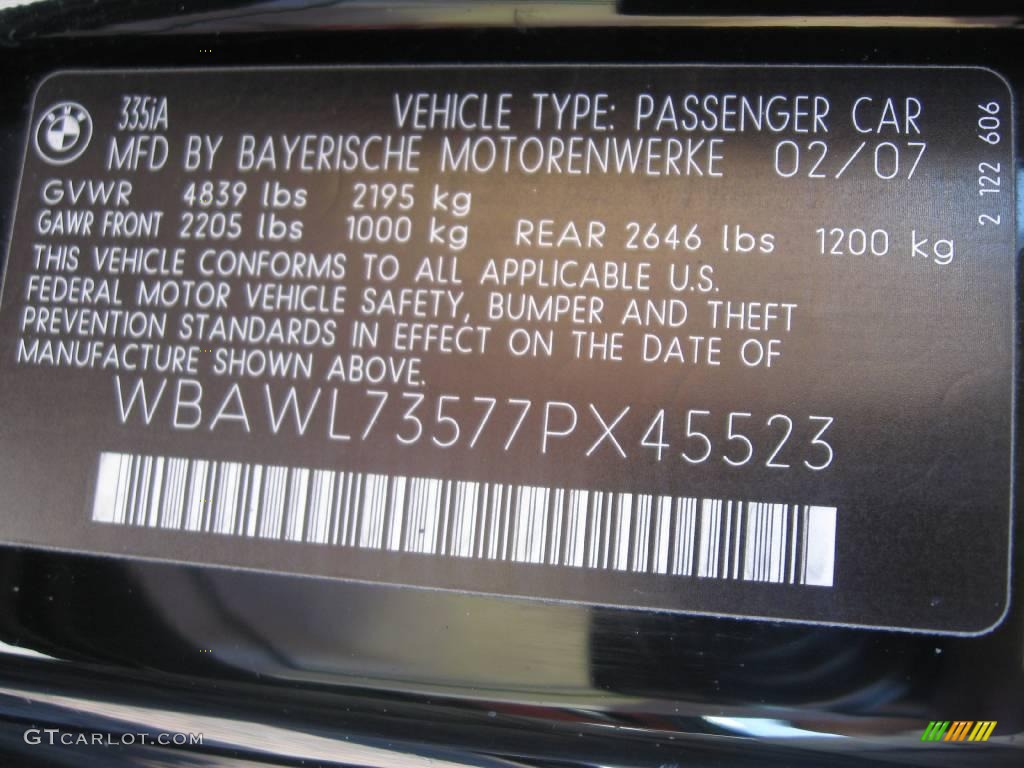 335iA VEHICLE TYPE: PASSENGER CAR
MFD BY BAYERISCHE MOTORENWERKE 02/07
GVWR 4839 lbs 2195 kg
GAWR FRONT 2205 lbs 1000 kg REAR 2646 lbs 1200 kg
THIS VEHICLE CONFORMS TO ALL APPLICABLE U.S.
FEDERAL MOTOR VEHICLE SAFETY, BUMPER AND THEFT
PREVENTION STANDARDS IN EFFECT ON THE DATE OF
MANUFACTURE SHOWN ABOVE.
WBAWL73577PX45523
2 122 606
GTCARLOT.COM